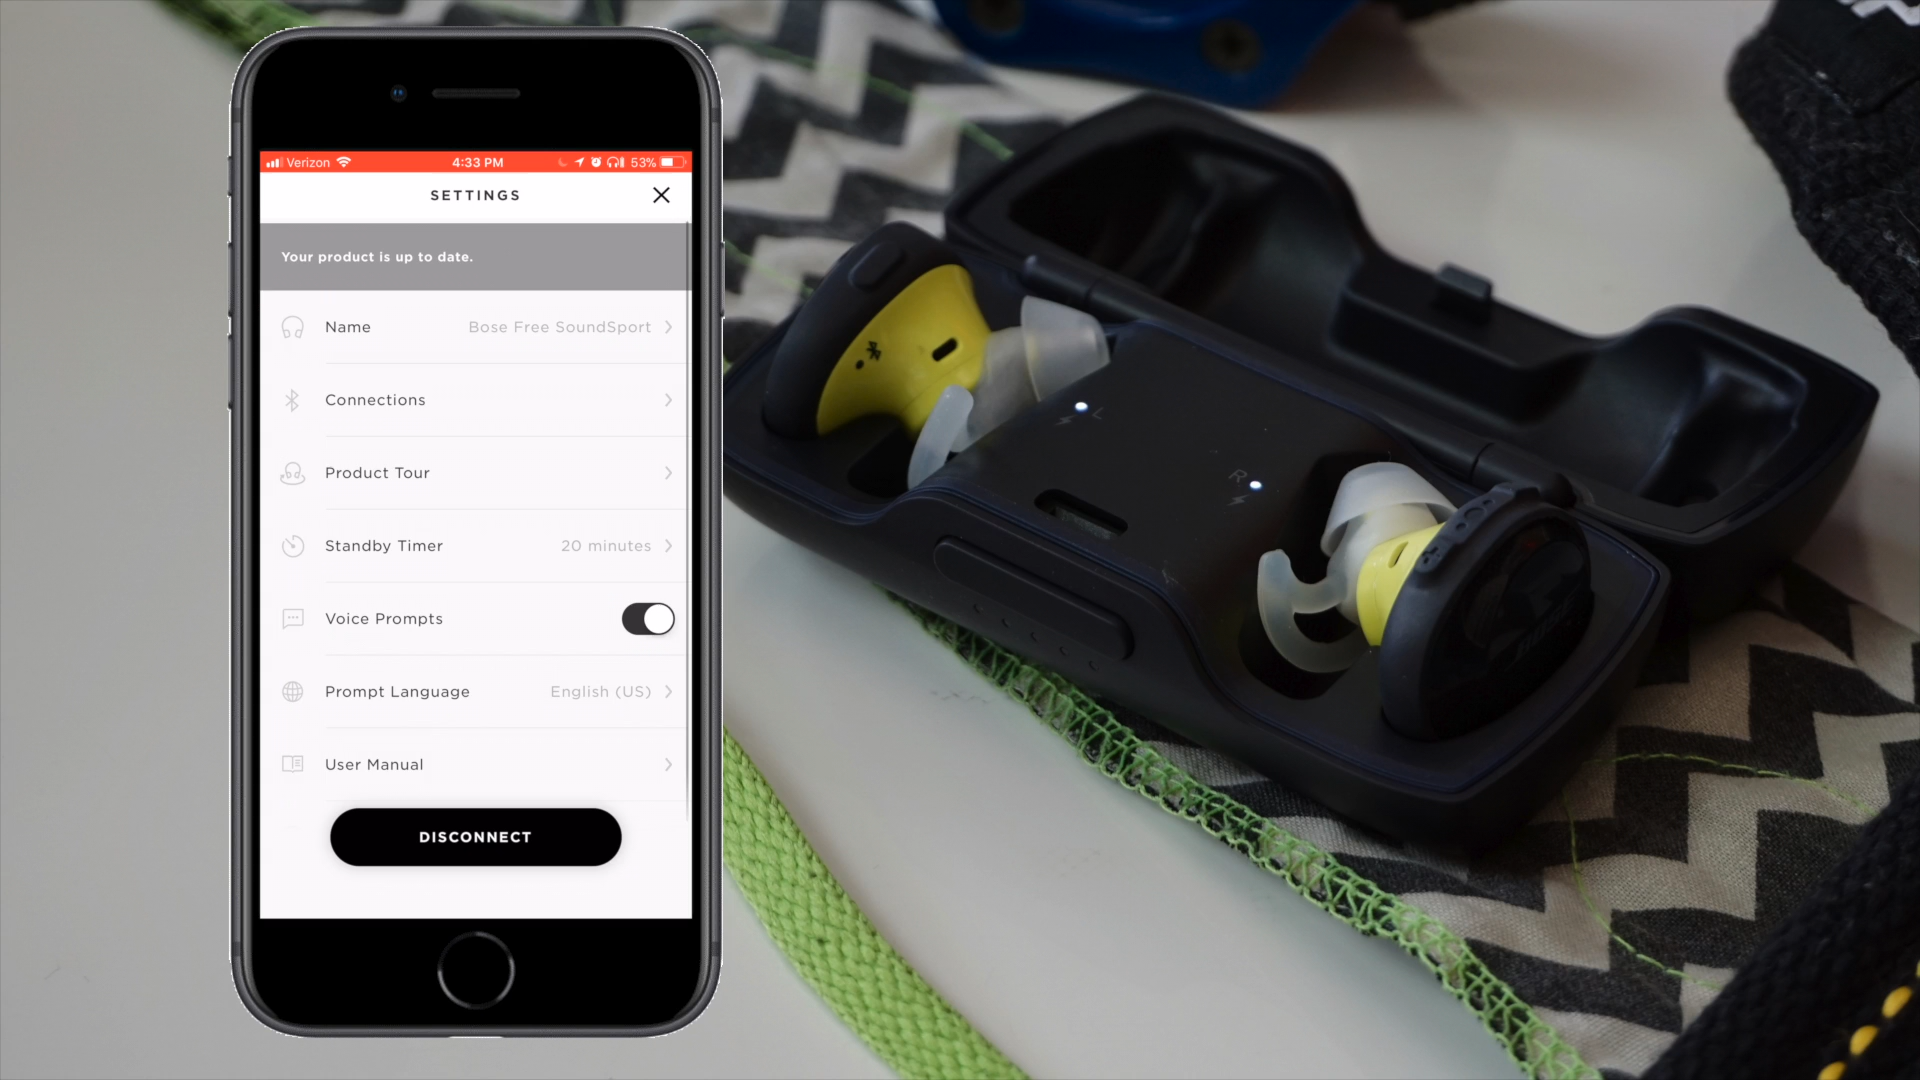 Verizon 4:33 PM 53%
SETTINGS
Your product is up to date.
Name Bose Free SoundSport
Connections
Product Tour
Standby Timer 20 minutes
Voice Prompts
Prompt Language English (US)
User Manual
DISCONNECT
L
R
BOSE